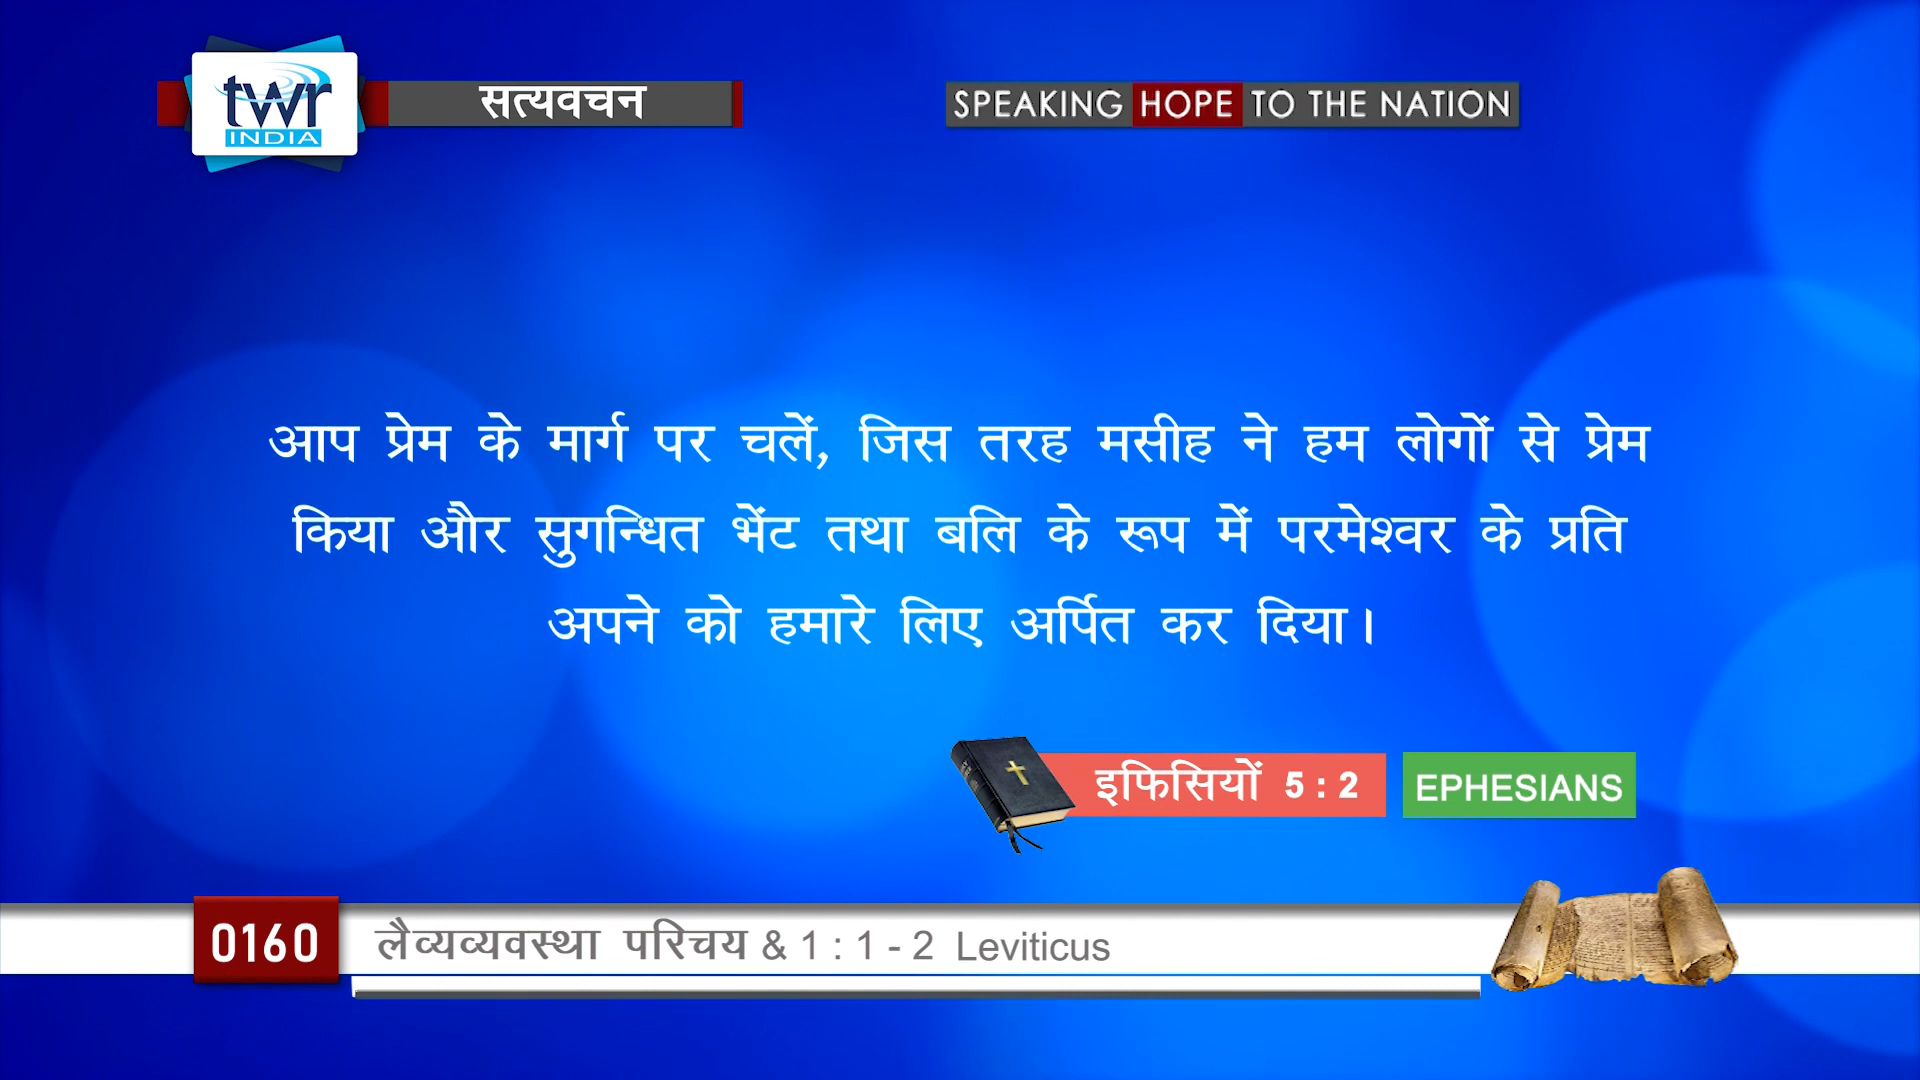 twr
INDIA
सत्यवचन
SPEAKING HOPE TO THE NATION
आप प्रेम के मार्ग पर चलें, जिस तरह मसीह ने हम लोगों से प्रेम
किया और सुगन्धित भेंट तथा बलि के रूप में परमेश्वर के प्रति
अपने को हमारे लिए अर्पित कर दिया।
इफिसियों 5 : 2
EPHESIANS
0160
लैव्यव्यवस्था परिचय & 1 : 1 - 2 Leviticus